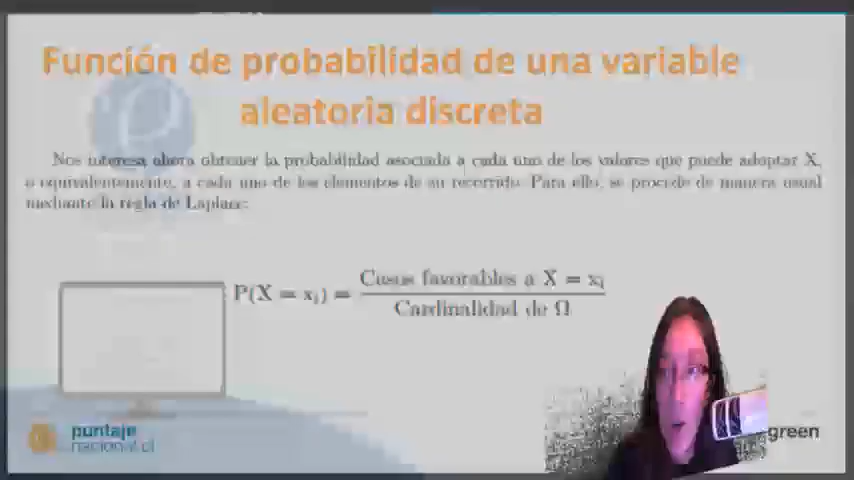 Función de probabilidad de una variable
aleatoria discreta
Nos interesa ahora obtener la probabilidad asociada a cada uno de los valores que puede adoptar X,
o equivalentemente, a cada uno de los elementos de su recorrido. Para ello, se procede de manera usual
mediante la regla de Laplace:
P(X = xᵢ) = Casos favorables a X = xᵢ
Cardinalidad de Ω
puntaje
nacional.cl
green